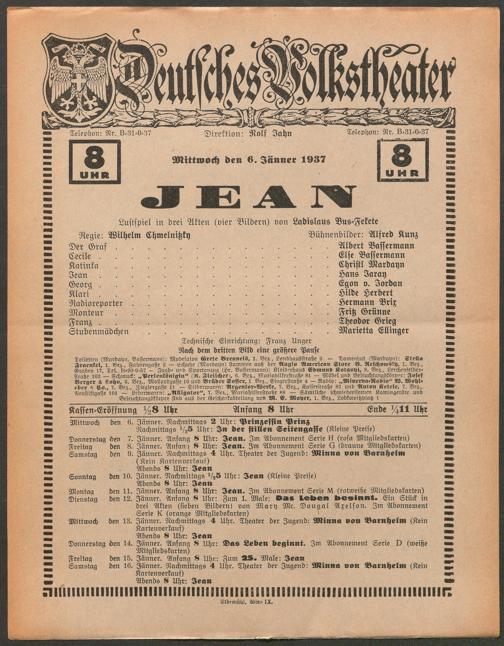 Deutsches Volkstheater
Telephon: Nr. B-31-0-37 Direktion: Rolf Jahn Telephon: Nr. B-31-0-37
8 UHR
Mittwoch den 6. Jänner 1937
8 UHR
JEAN
Lustspiel in drei Akten (vier Bildern) von Ladislaus Bus-Fekete
Regie: Wilhelm Chmelnitzky Bühnenbilder: Alfred Kunz
Der Graf Albert Bassermann
Cecile Else Bassermann
Katinka Christl Mardayn
Jean Hans Jaray
Georg Egon v. Jordan
Klari Hilde Herbert
Radioreporter Hermann Brix
Monteur Fritz Grünne
Franz Theodor Grieg
Stubenmädchen Marietta Ellinger
Technische Einrichtung: Franz Unger
Nach dem dritten Bild eine größere Pause
Kassen-Eröffnung ½8 Uhr Anfang 8 Uhr Ende ¼11 Uhr
Mittwoch den 6. Jänner. Nachmittags 2 Uhr: Prinzessin Prinz
Nachmittags ½5 Uhr: In der stillen Seitengasse (Kleine Preise)
Donnerstag den 7. Jänner. Anfang 8 Uhr: Jean. Im Abonnement Serie H (rosa Mitgliedskarten)
Freitag den 8. Jänner. Anfang 8 Uhr: Jean. Im Abonnement Serie G (braune Mitgliedskarten)
Samstag den 9. Jänner. Nachmittags 4 Uhr. Theater der Jugend: Minna von Barnhelm
(Kein Kartenverkauf)
Abends 8 Uhr: Jean
Sonntag den 10. Jänner. Nachmittags ½5 Uhr: Jean (Kleine Preise)
Abends 8 Uhr: Jean
Montag den 11. Jänner. Anfang 8 Uhr: Jean. Im Abonnement Serie M (rotweiße Mitgliedskarten)
Dienstag den 12. Jänner. Anfang 8 Uhr: Zum 1. Male: Das Leben beginnt. Ein Stück in
drei Akten (sieben Bildern) von Mary Mc. Dougal Axelson. Im Abonnement
Serie K (orange Mitgliedskarten)
Mittwoch den 13. Jänner. Nachmittags 4 Uhr. Theater der Jugend: Minna von Barnhelm (Kein
Kartenverkauf)
Abends 8 Uhr: Jean
Donnerstag den 14. Jänner. Anfang 8 Uhr: Das Leben beginnt. Im Abonnement Serie D (weiße
Mitgliedskarten)
Freitag den 15. Jänner. Anfang 8 Uhr: Zum 25. Male: Jean
Samstag den 16. Jänner. Nachmittags 4 Uhr. Theater der Jugend: Minna von Barnhelm (Kein
Kartenverkauf)
Abends 8 Uhr: Jean
Elbemühl, Wien IX.